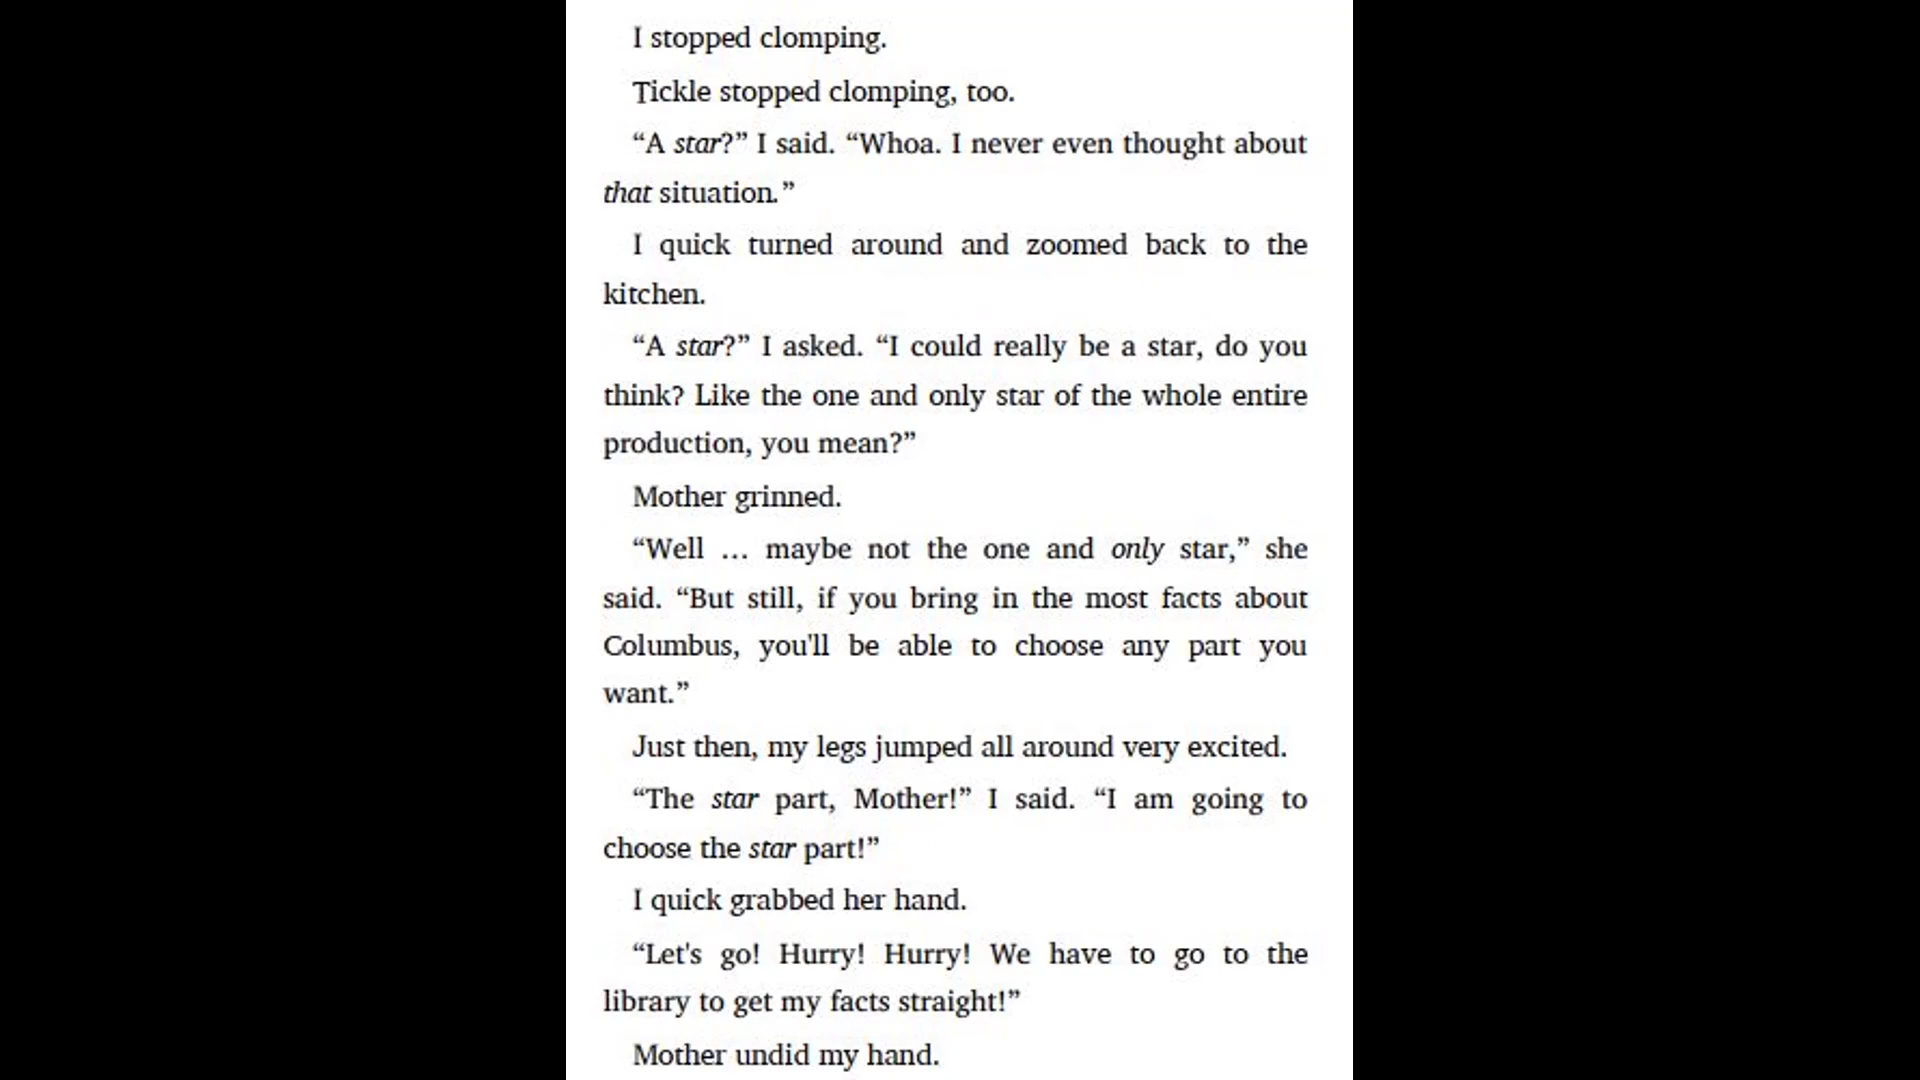 I stopped clomping.
Tickle stopped clomping, too.
“A star?” I said. “Whoa. I never even thought about
that situation.”
I quick turned around and zoomed back to the
kitchen.
“A star?” I asked. “I could really be a star, do you
think? Like the one and only star of the whole entire
production, you mean?”
Mother grinned.
“Well … maybe not the one and only star,” she
said. “But still, if you bring in the most facts about
Columbus, you'll be able to choose any part you
want.”
Just then, my legs jumped all around very excited.
“The star part, Mother!” I said. “I am going to
choose the star part!”
I quick grabbed her hand.
“Let's go! Hurry! Hurry! We have to go to the
library to get my facts straight!”
Mother undid my hand.